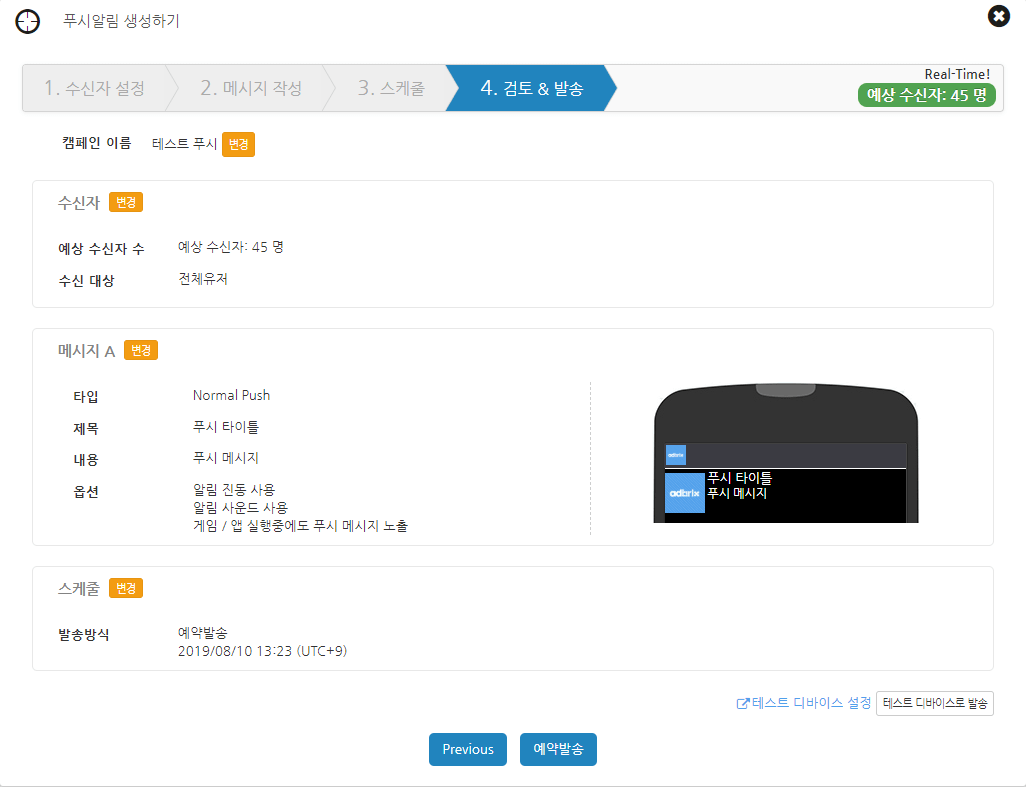 푸시알림 생성하기
1. 수신자 설정
2. 메시지 작성
3. 스케줄
4. 검토 & 발송
Real-Time!
예상 수신자: 45 명
캠페인 이름 테스트 푸시 변경
수신자 변경
예상 수신자 수 예상 수신자: 45 명
수신 대상 전체유저
메시지 A 변경
타입 Normal Push
제목 푸시 타이틀
내용 푸시 메시지
옵션 알림 진동 사용
알림 사운드 사용
게임 / 앱 실행중에도 푸시 메시지 노출
adbrix
adbrix
푸시 타이틀
푸시 메시지
스케줄 변경
발송방식 예약발송
2019/08/10 13:23 (UTC+9)
테스트 디바이스 설정 테스트 디바이스로 발송
Previous 예약발송